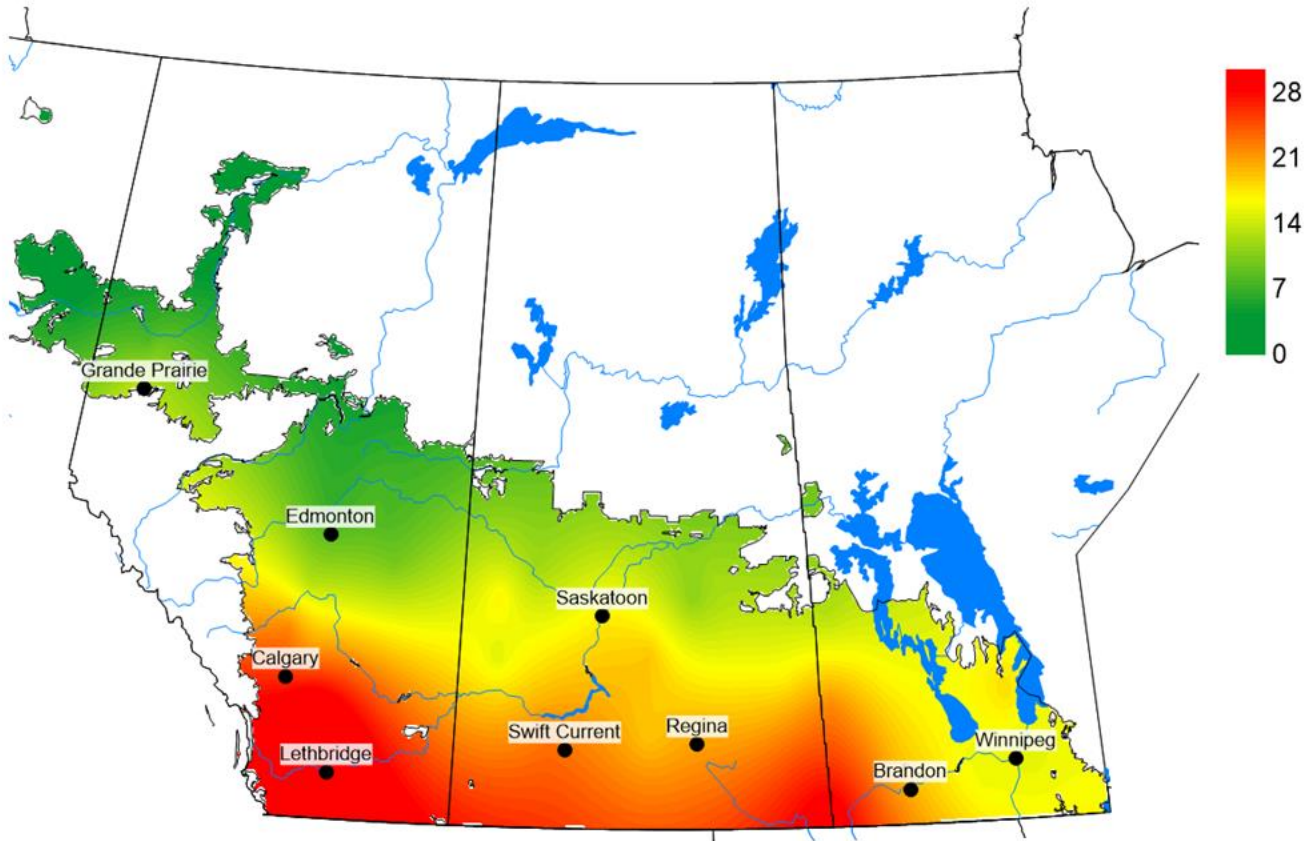 28
21
14
7
0
Grande Prairie
Edmonton
Saskatoon
Calgary
Regina
Swift Current
Winnipeg
Lethbridge
Brandon